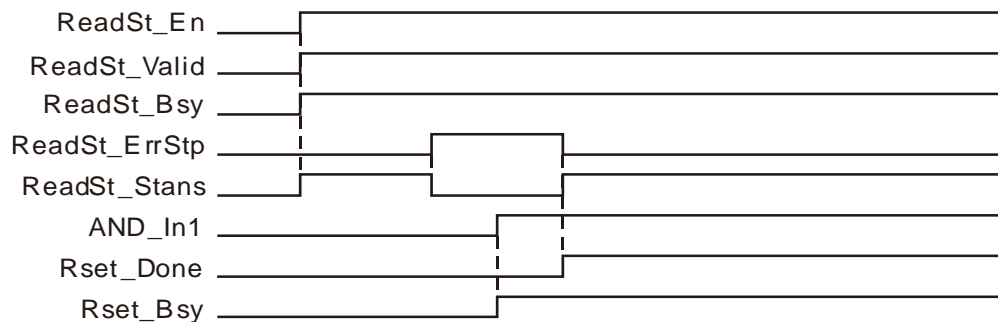 ReadSt_En
ReadSt_Valid
ReadSt_Bsy
ReadSt_ErrStp
ReadSt_Stans
AND_In1
Rset_Done
Rset_Bsy